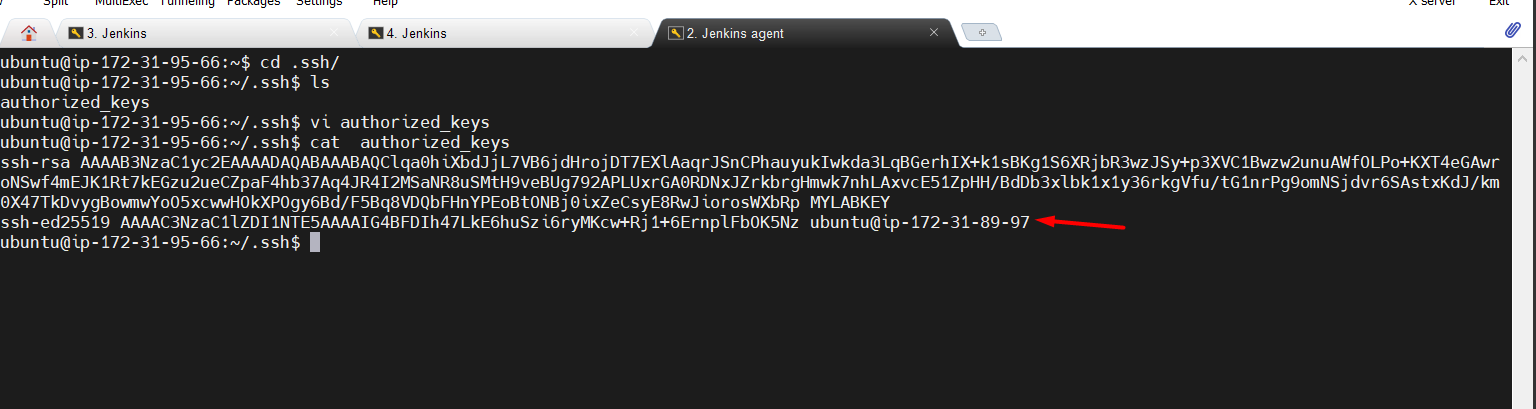 Split MultiExec Tunneling Packages Settings Help X server Exit
3. Jenkins 4. Jenkins 2. Jenkins agent
ubuntu@ip-172-31-95-66:~$ cd .ssh/
ubuntu@ip-172-31-95-66:~/.ssh$ ls
authorized_keys
ubuntu@ip-172-31-95-66:~/.ssh$ vi authorized_keys
ubuntu@ip-172-31-95-66:~/.ssh$ cat  authorized_keys
ssh-rsa AAAAB3NzaC1yc2EAAAADAQABAAABAQClqa0hiXbdJjL7VB6jdHrojDT7EXlAaqrJSnCPhauyukIwkda3LqBGerhIX+k1sBKg1S6XRjbR3wzJSy+p3XVC1Bwzw2unuAWfOLPo+KXT4eGAwr
oNSwf4mEJK1Rt7kEGzu2ueCZpaF4hb37Aq4JR4I2MSaNR8uSMtH9veBUg792APLUxrGA0RDNxJZrkbrgHmwk7nhLAxvcE51ZpHH/BdDb3xlbk1x1y36rkgVfu/tG1nrPg9omNSjdvr6SAstxKdJ/km
0X47TkDvygBowmwYoO5xcwwHOkXPOgy6Bd/F5Bq8VDQbFHnYPEoBtONBj0ixZeCsyE8RwJiorosWXbRp MYLABKEY
ssh-ed25519 AAAAC3NzaC1lZDI1NTE5AAAAIG4BFDIh47LkE6huSzi6ryMKcw+Rj1+6ErnplFbOK5Nz ubuntu@ip-172-31-89-97
ubuntu@ip-172-31-95-66:~/.ssh$